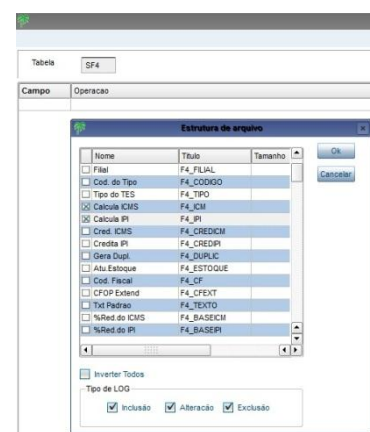 Tabela SF4
Campo Operacao
Estrutura de arquivo
Nome Título Tamanho
Filial F4_FILIAL
Cod. do Tipo F4_CODIGO
Tipo do TES F4_TIPO
Calcula ICMS F4_ICM
Calcula IPI F4_IPI
Cred. ICMS F4_CREDICM
Credita IPI F4_CREDIPI
Gera Dupl. F4_DUPLIC
Atu.Estoque F4_ESTOQUE
Cod. Fiscal F4_CF
CFOP Extend F4_CFEXT
Txt Padrao F4_TEXTO
%Red.do ICMS F4_BASEICM
%Red.do IPI F4_BASEIPI
Ok
Cancelar
Inverter Todos
Tipo de LOG
Inclusão Alteracão Exclusão